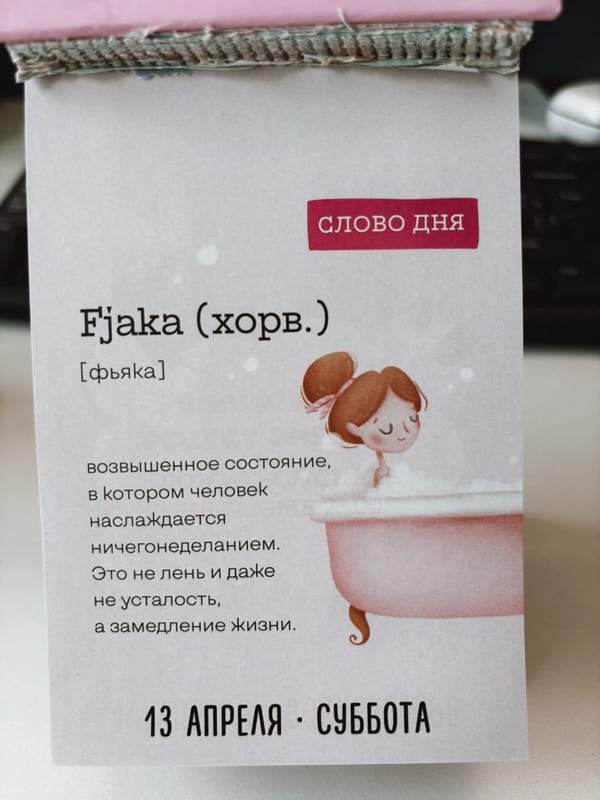 СЛОВО ДНЯ
Fjaka (хорв.)
[фьяка]
возвышенное состояние,
в котором человек
наслаждается
ничегонеделанием.
Это не лень и даже
не усталость,
а замедление жизни.
13 АПРЕЛЯ · СУББОТА